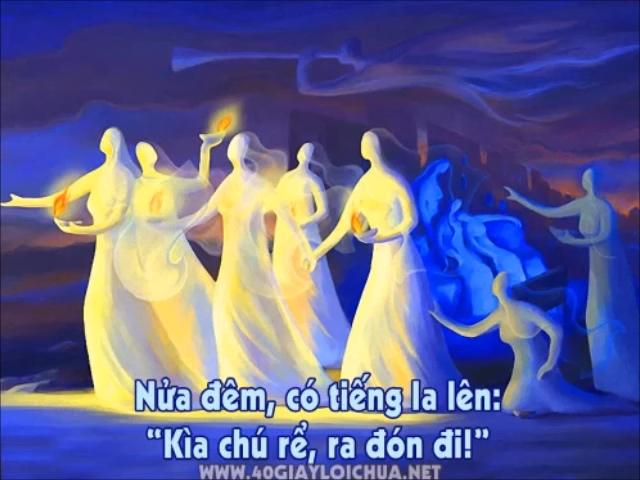 Nửa đêm, có tiếng la lên:
“Kìa chú rể, ra đón đi!”
WWW.40GIAYLOICHUA.NET